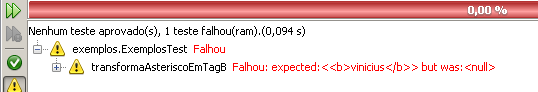 0,00 %
Nenhum teste aprovado(s), 1 teste falhou(ram).(0,094 s)
exemplos.ExemplosTest Falhou
transformaAsteriscoEmTagB Falhou: expected:<<b>vinicius</b>> but was:<null>